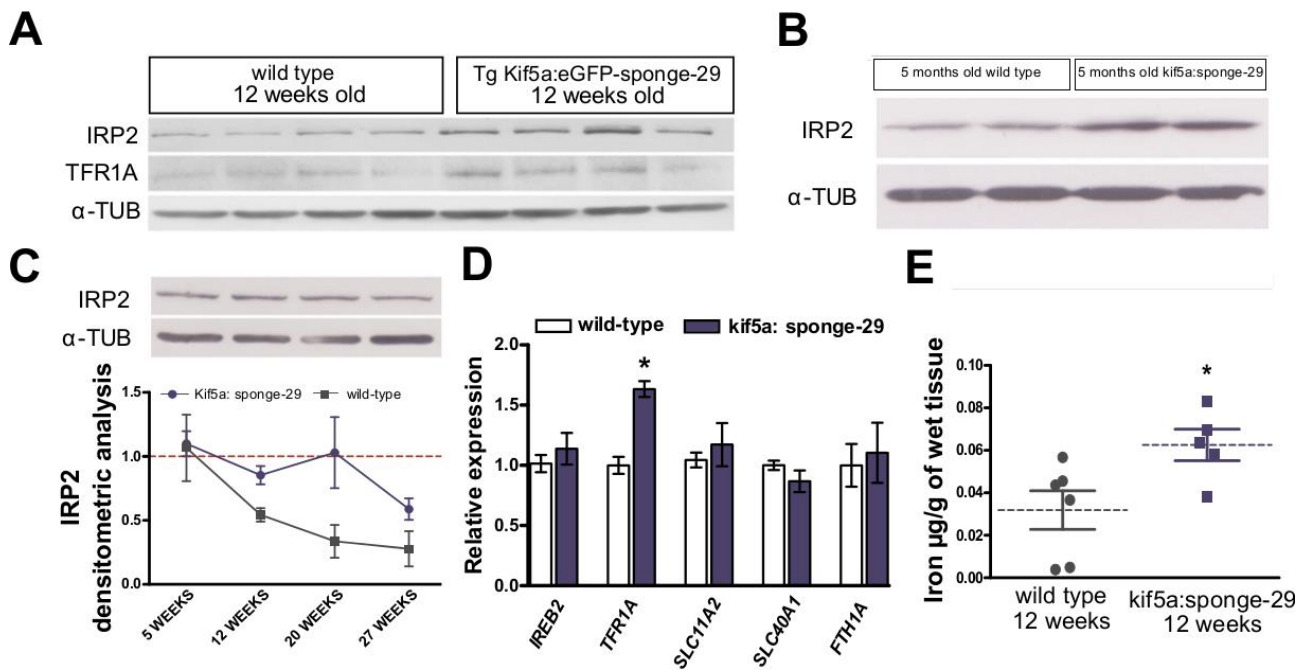 A
wild type
12 weeks old
Tg Kif5a:eGFP-sponge-29
12 weeks old
IRP2
TFR1A
α-TUB
B
5 months old wild type
5 months old kif5a:sponge-29
IRP2
α-TUB
C
IRP2
α-TUB
IRP2
densitometric analysis
1.5
1.0
0.5
0.0
Kif5a: sponge-29
wild-type
5 WEEKS
12 WEEKS
20 WEEKS
27 WEEKS
D
wild-type
kif5a: sponge-29
Relative expression
2.0
1.5
1.0
0.5
0.0
*
IREB2
TFR1A
SLC11A2
SLC40A1
FTH1A
E
Iron µg/g of wet tissue
0.10
0.08
0.06
0.04
0.02
0.00
*
wild type
12 weeks
kif5a:sponge-29
12 weeks